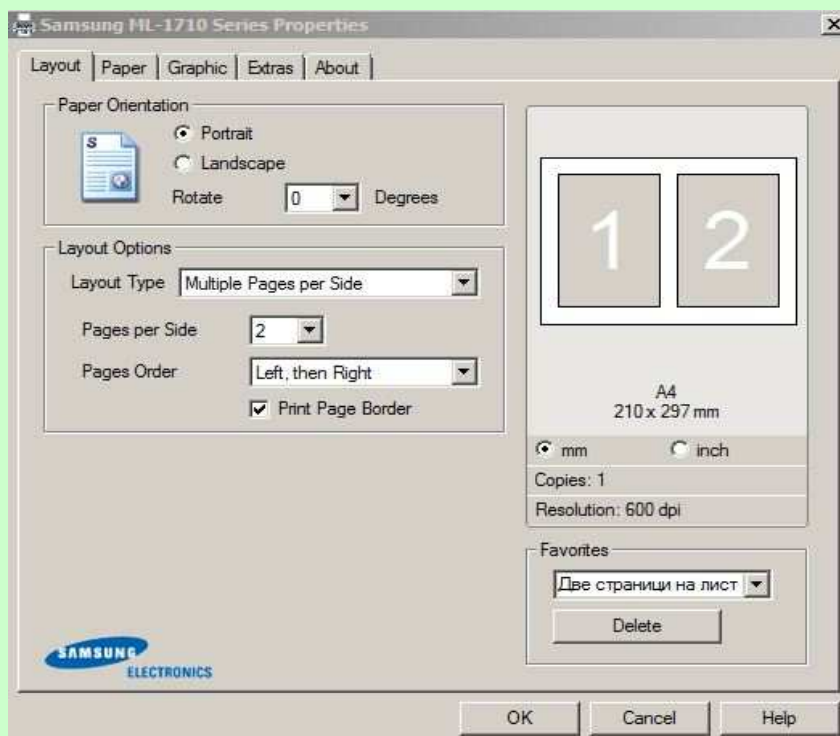 Samsung ML-1710 Series Properties
Layout Paper Graphic Extras About
Paper Orientation
S
Portrait
Landscape
Rotate 0 Degrees
Layout Options
Layout Type Multiple Pages per Side
Pages per Side 2
Pages Order Left, then Right
Print Page Border
1 2
A4
210 x 297 mm
mm inch
Copies: 1
Resolution: 600 dpi
Favorites
Две страници на лист
Delete
SAMSUNG
ELECTRONICS
OK Cancel Help